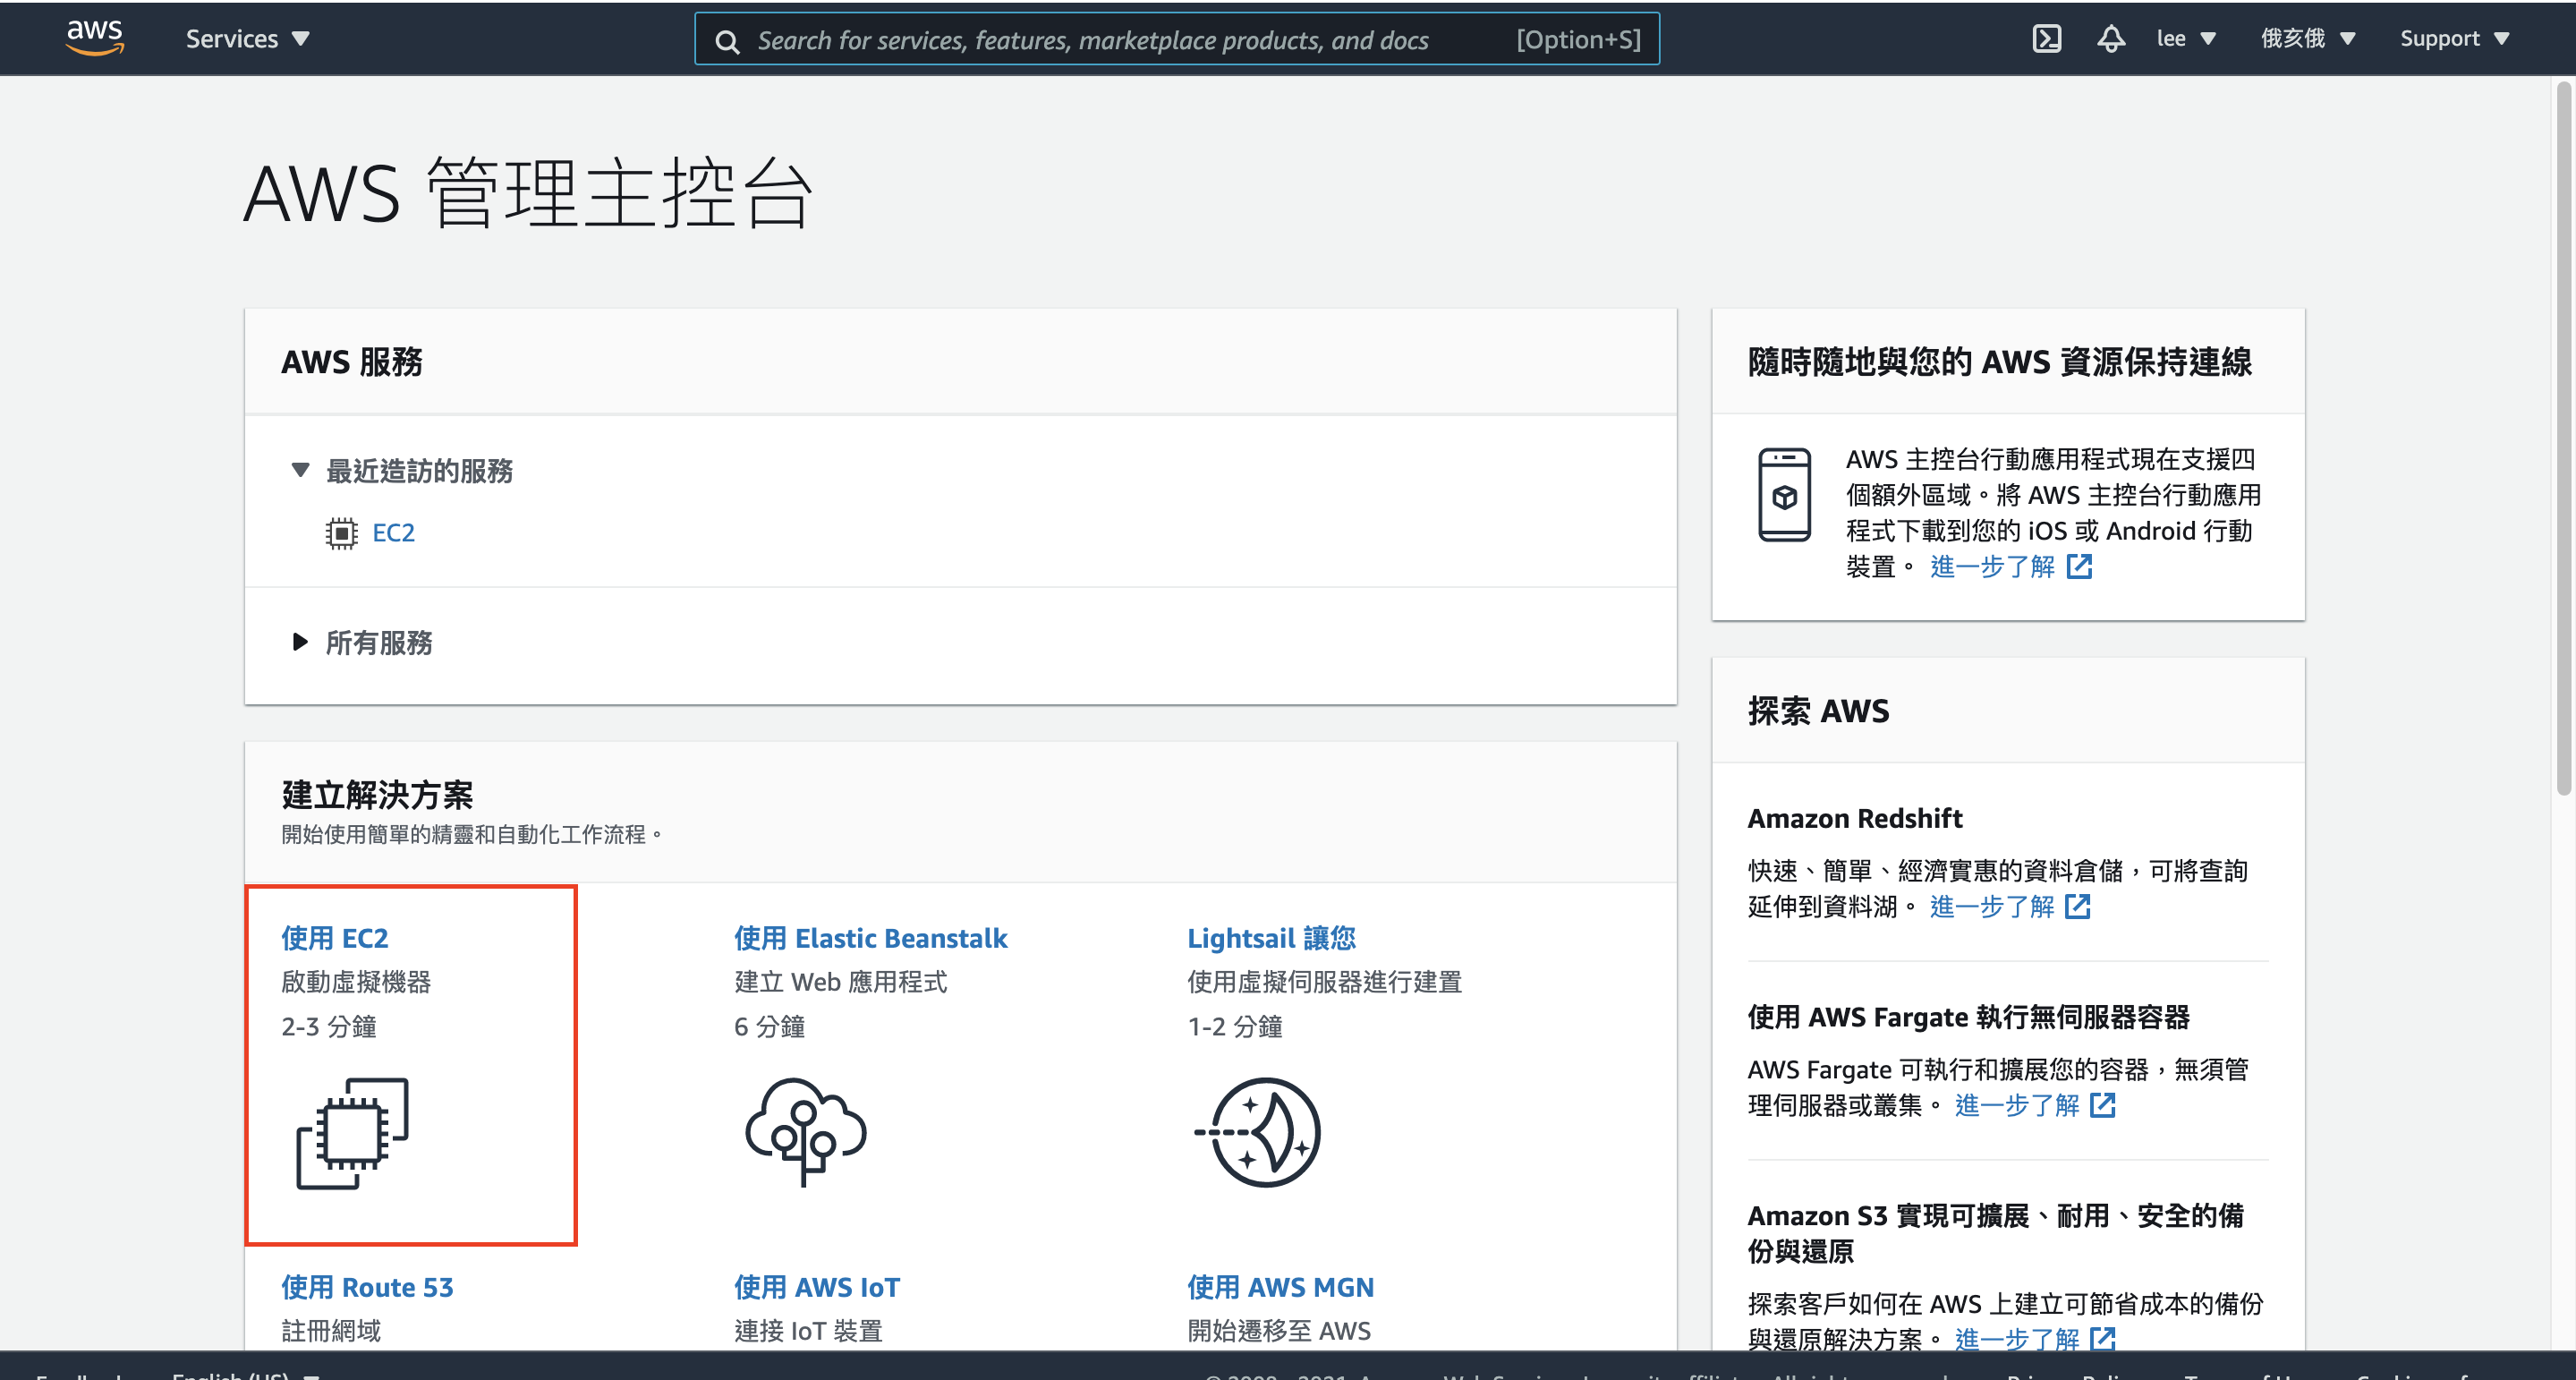 aws
Services
Search for services, features, marketplace products, and docs
[Option+S]
lee
俄亥俄
Support
AWS 管理主控台
AWS 服務
最近造訪的服務
EC2
所有服務
建立解決方案
開始使用簡單的精靈和自動化工作流程。
使用 EC2
啟動虛擬機器
2-3 分鐘
使用 Elastic Beanstalk
建立 Web 應用程式
6 分鐘
Lightsail 讓您
使用虛擬伺服器進行建置
1-2 分鐘
使用 Route 53
註冊網域
使用 AWS IoT
連接 IoT 裝置
使用 AWS MGN
開始遷移至 AWS
隨時隨地與您的 AWS 資源保持連線
AWS 主控台行動應用程式現在支援四
個額外區域。將 AWS 主控台行動應用
程式下載到您的 iOS 或 Android 行動
裝置。 進一步了解
探索 AWS
Amazon Redshift
快速、簡單、經濟實惠的資料倉儲，可將查詢
延伸到資料湖。 進一步了解
使用 AWS Fargate 執行無伺服器容器
AWS Fargate 可執行和擴展您的容器，無須管
理伺服器或叢集。 進一步了解
Amazon S3 實現可擴展、耐用、安全的備
份與還原
探索客戶如何在 AWS 上建立可節省成本的備份
與還原解決方案。 進一步了解
English (US)